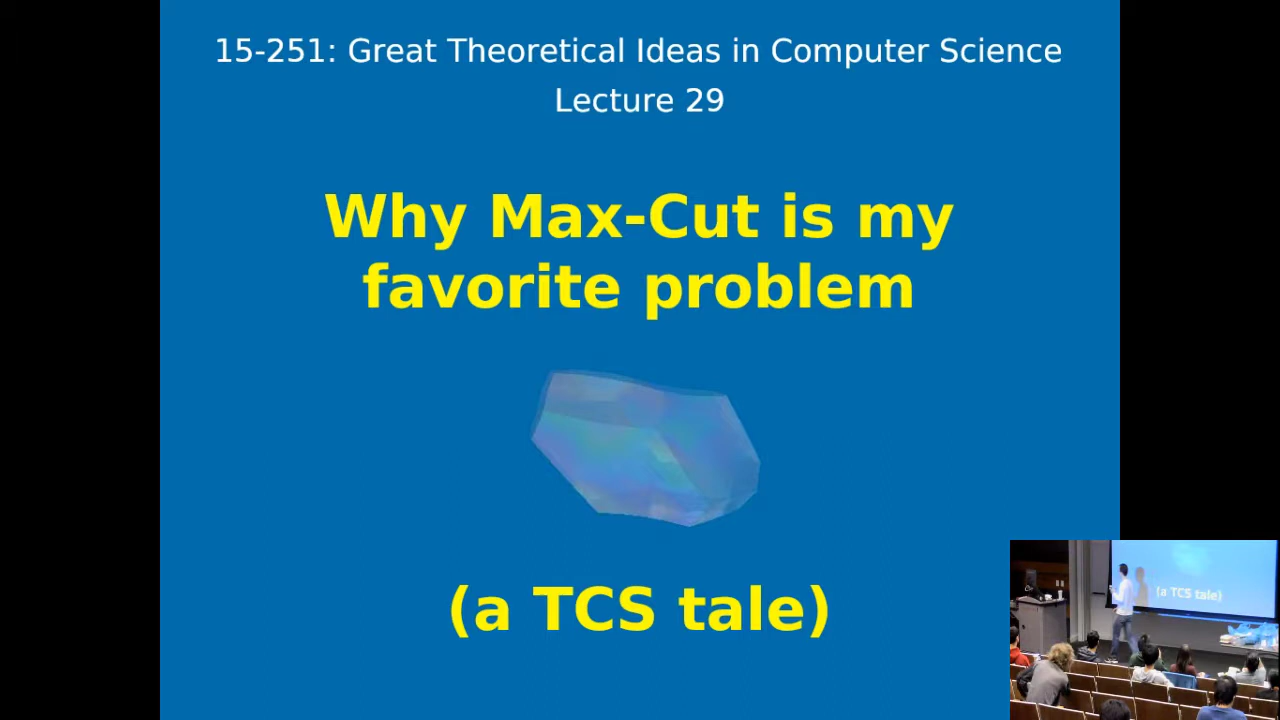 15-251: Great Theoretical Ideas in Computer Science
Lecture 29
Why Max-Cut is my
favorite problem
(a TCS tale)
(a TCS tale)